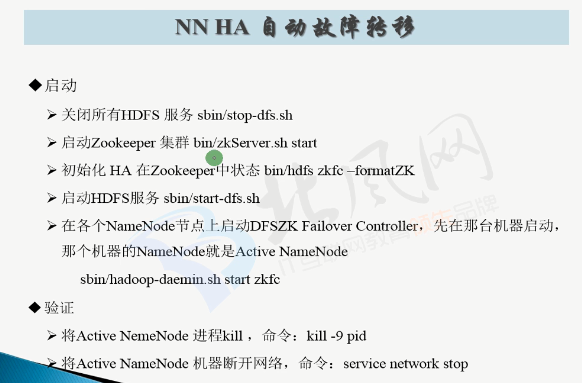 NN HA 自动故障转移
◆启动
➢关闭所有HDFS 服务 sbin/stop-dfs.sh
➢启动Zookeeper 集群 bin/zkServer.sh start
➢初始化 HA 在Zookeeper中状态 bin/hdfs zkfc –formatZK
➢启动HDFS服务 sbin/start-dfs.sh
➢在各个NameNode节点上启动DFSZK Failover Controller，先在那台机器启动，
那个机器的NameNode就是Active NameNode
sbin/hadoop-daemin.sh start zkfc
◆验证
➢将Active NemeNode 进程kill ，命令：kill -9 pid
➢将Active NameNode 机器断开网络，命令：service network stop
北风网